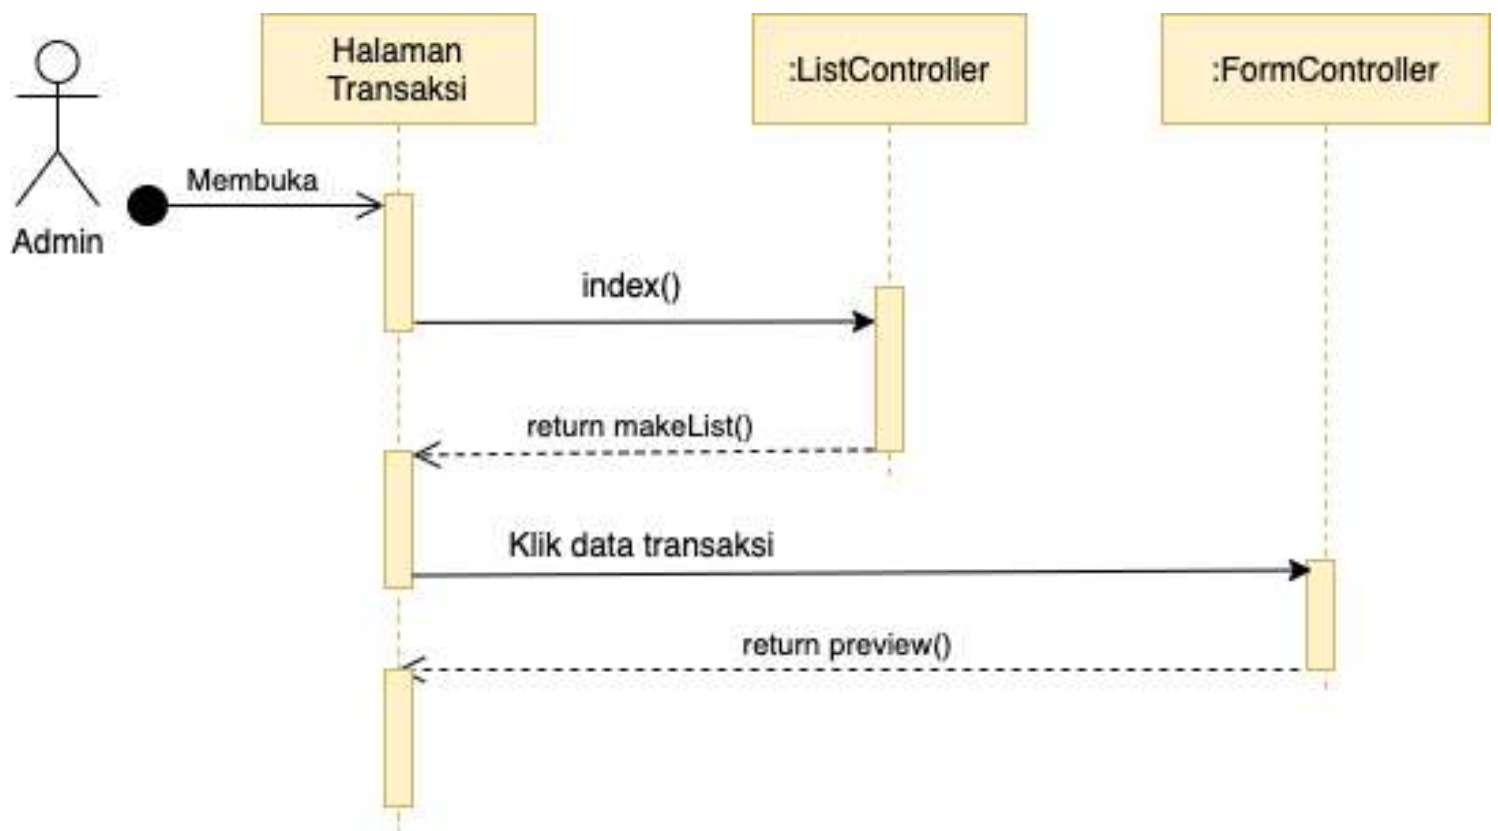 Halaman
Transaksi
:ListController
:FormController
Membuka
Admin
index()
return makeList()
Klik data transaksi
return preview()